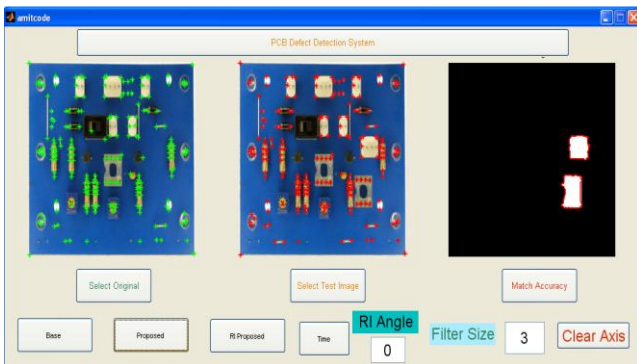 amitcode
PCB Defect Detection System
Select Original
Select Test Image
Match Accuracy
Base
Proposed
RI Proposed
Time
RI Angle
0
Filter Size
3
Clear Axis